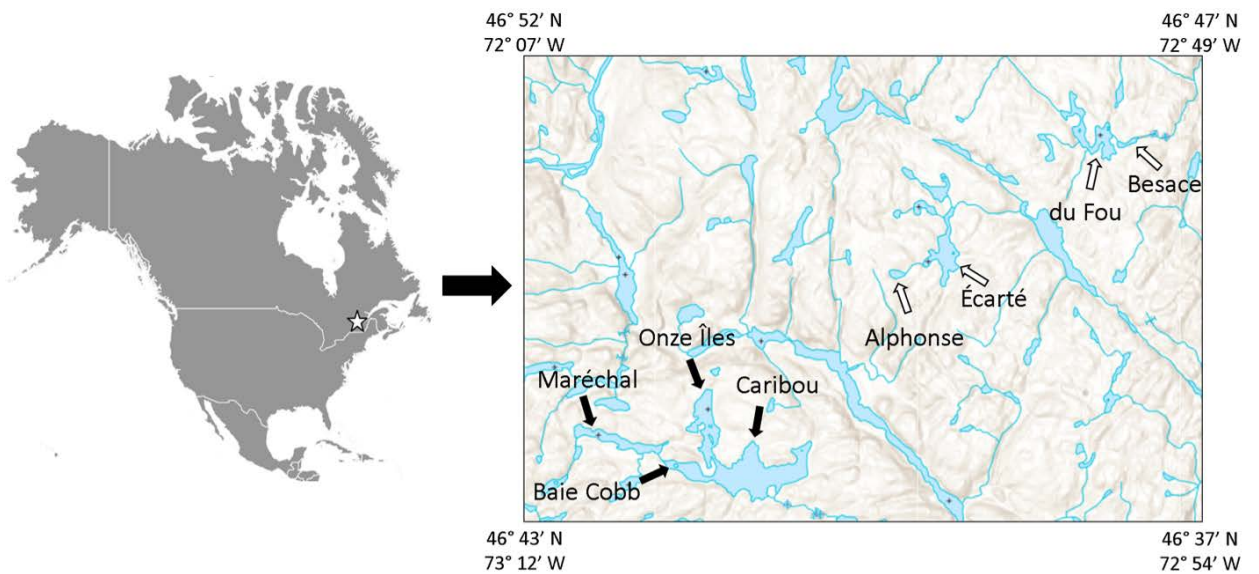 46° 52’ N
72° 07’ W
46° 47’ N
72° 49’ W
Besace
du Fou
Écarté
Alphonse
Onze Îles
Maréchal
Caribou
Baie Cobb
46° 43’ N
73° 12’ W
46° 37’ N
72° 54’ W